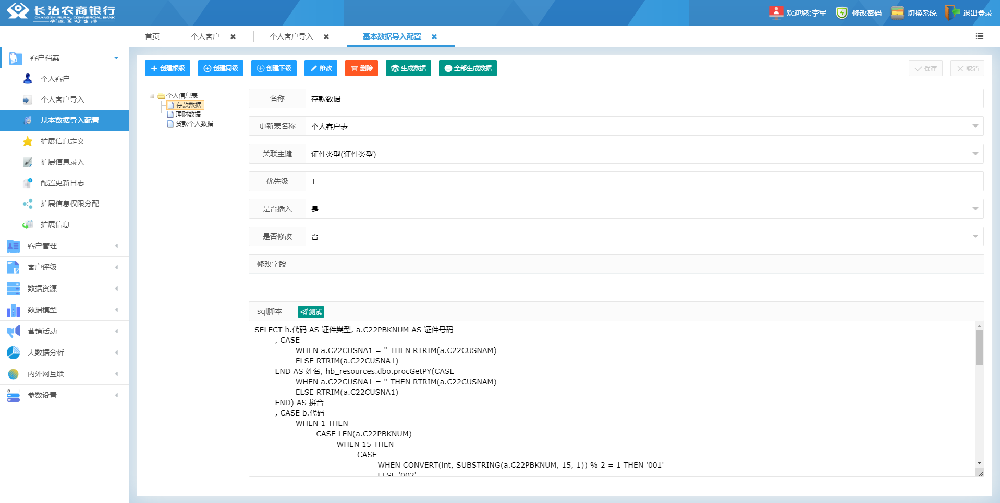 长治农商银行
CHANG ZHI RURAL COMMERCIAL BANK
创造美好生活
欢迎您:李军
修改密码
切换系统
退出登录
首页
个人客户
个人客户导入
基本数据导入配置
客户档案
个人客户
个人客户导入
基本数据导入配置
扩展信息定义
扩展信息录入
配置更新日志
扩展信息权限分配
扩展信息
客户管理
客户评级
数据资源
数据模型
营销活动
大数据分析
内外网互联
参数设置
创建根级
创建同级
创建下级
修改
删除
生成数据
全部生成数据
保存
取消
个人信息表
存款数据
理财数据
贷款个人数据
名称 存款数据
更新表名称 个人客户表
关联主键 证件类型(证件类型)
优先级 1
是否插入 是
是否修改 否
修改字段
sql脚本 测试
SELECT b.代码 AS 证件类型, a.C22PBKNUM AS 证件号码
, CASE
WHEN a.C22CUSNA1 = '' THEN RTRIM(a.C22CUSNAM)
ELSE RTRIM(a.C22CUSNA1)
END AS 姓名, hb_resources.dbo.procGetPY(CASE
WHEN a.C22CUSNA1 = '' THEN RTRIM(a.C22CUSNAM)
ELSE RTRIM(a.C22CUSNA1)
END) AS 拼音
, CASE b.代码
WHEN 1 THEN
CASE LEN(a.C22PBKNUM)
WHEN 15 THEN
CASE
WHEN CONVERT(int, SUBSTRING(a.C22PBKNUM, 15, 1)) % 2 = 1 THEN '001'
ELSE '002'